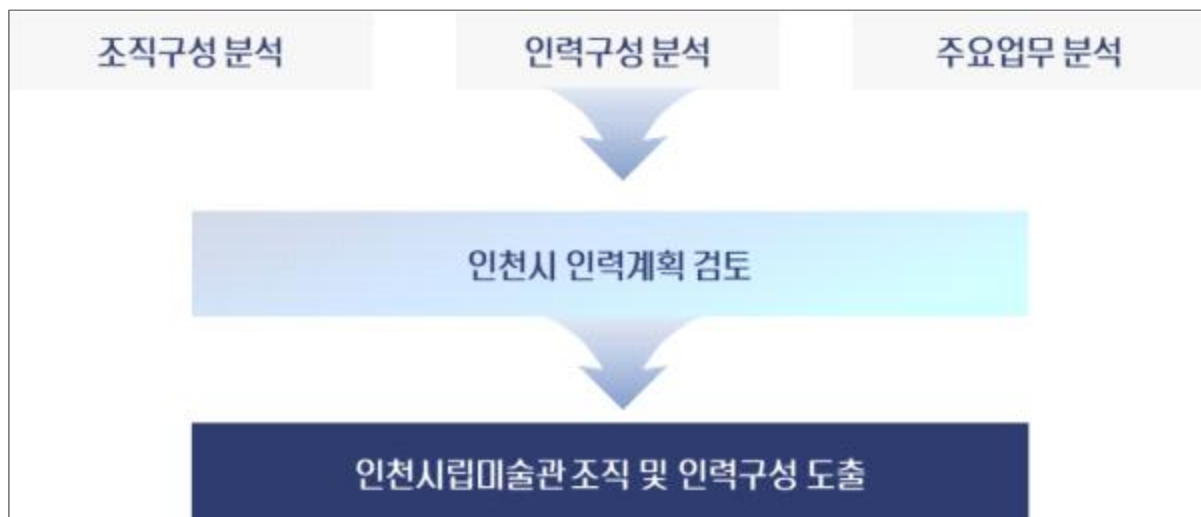 조직구성 분석 인력구성 분석 주요업무 분석
인천시 인력계획 검토
인천시립미술관 조직 및 인력구성 도출